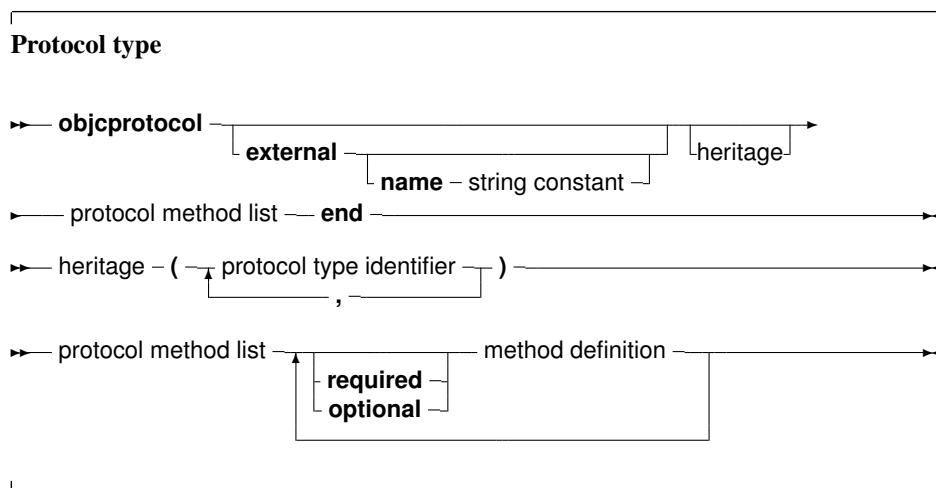 Protocol type
objcprotocol
external
heritage
name string constant
protocol method list end
heritage ( protocol type identifier )
,
protocol method list method definition
required
optional